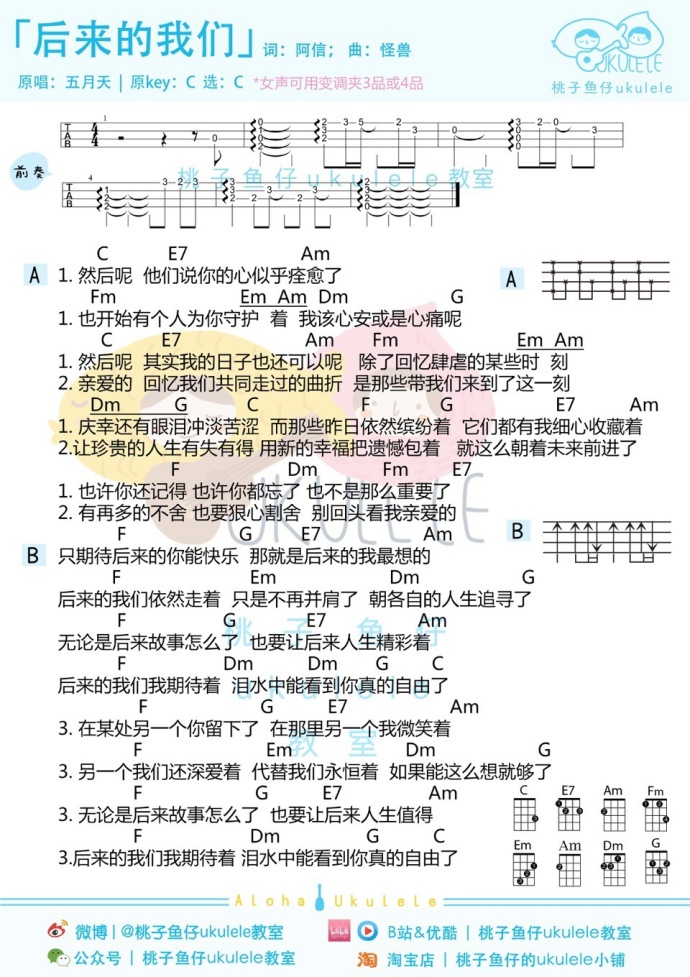 「后来的我们」 词：阿信； 曲：怪兽
原唱：五月天 | 原key：C 选：C *女声可用变调夹3品或4品
UKULELE
桃子鱼仔ukulele
前奏
桃子鱼仔ukulele教室
C E7 Am
A 1. 然后呢 他们说你的心似乎痊愈了 A
Fm Em Am Dm G
1. 也开始有个人为你守护 着 我该心安或是心痛呢
C E7 Am Fm Em Am
1. 然后呢 其实我的日子也还可以呢 除了回忆肆虐的某些时 刻
2. 亲爱的 回忆我们共同走过的曲折 是那些带我们来到了这一刻
Dm G C F G E7 Am
1. 庆幸还有眼泪冲淡苦涩 而那些昨日依然缤纷着 它们都有我细心收藏着
2.让珍贵的人生有失有得 用新的幸福把遗憾包着 就这么朝着未来前进了
F Dm Fm E7
1. 也许你还记得 也许你都忘了 也不是那么重要了
2. 有再多的不舍 也要狠心割舍 别回头看我亲爱的
UKULELE
F G E7 Am B
B 只期待后来的你能快乐 那就是后来的我最想的
F Em Dm G
后来的我们依然走着 只是不再并肩了 朝各自的人生追寻了
F G E7 Am
桃子鱼仔
无论是后来故事怎么了 也要让后来人生精彩着
F Dm Dm G C
后来的我们我期待着 泪水中能看到你真的自由了
ukulele
F G E7 Am
3. 在某处另一个你留下了 在那里另一个我微笑着
教室
F Em Dm G
3. 另一个我们还深爱着 代替我们永恒着 如果能这么想就够了
F G E7 Am
3. 无论是后来故事怎么了 也要让后来人生值得
F Dm G C
3.后来的我们我期待着 泪水中能看到你真的自由了
C E7 Am Fm
Em Am Dm G
Aloha Ukulele
微博 | @桃子鱼仔ukulele教室
B站&优酷 | 桃子鱼仔ukulele教室
公众号 | 桃子鱼仔ukulele教室
淘 淘宝店 | 桃子鱼仔的ukulele小铺